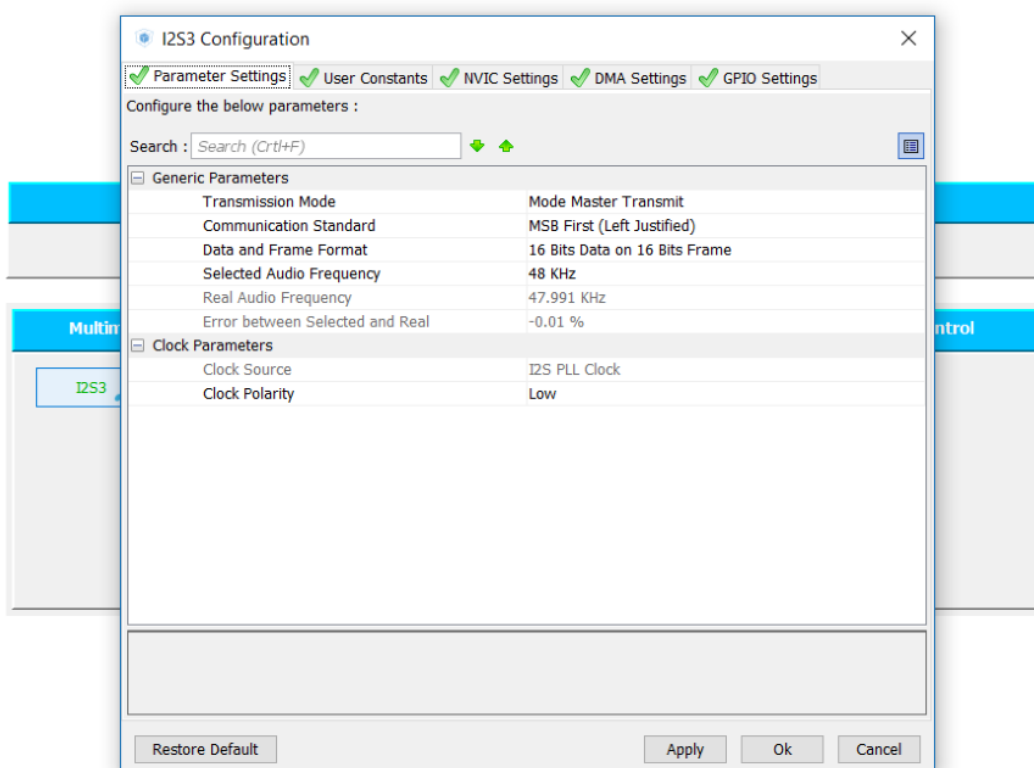 I2S3 Configuration
Parameter Settings User Constants NVIC Settings DMA Settings GPIO Settings
Configure the below parameters :
Search : Search (Crtl+F)
Generic Parameters
Transmission Mode Mode Master Transmit
Communication Standard MSB First (Left Justified)
Data and Frame Format 16 Bits Data on 16 Bits Frame
Selected Audio Frequency 48 KHz
Real Audio Frequency 47.991 KHz
Error between Selected and Real -0.01 %
Multim ntrol
Clock Parameters
Clock Source I2S PLL Clock
I2S3
Clock Polarity Low
Restore Default Apply Ok Cancel